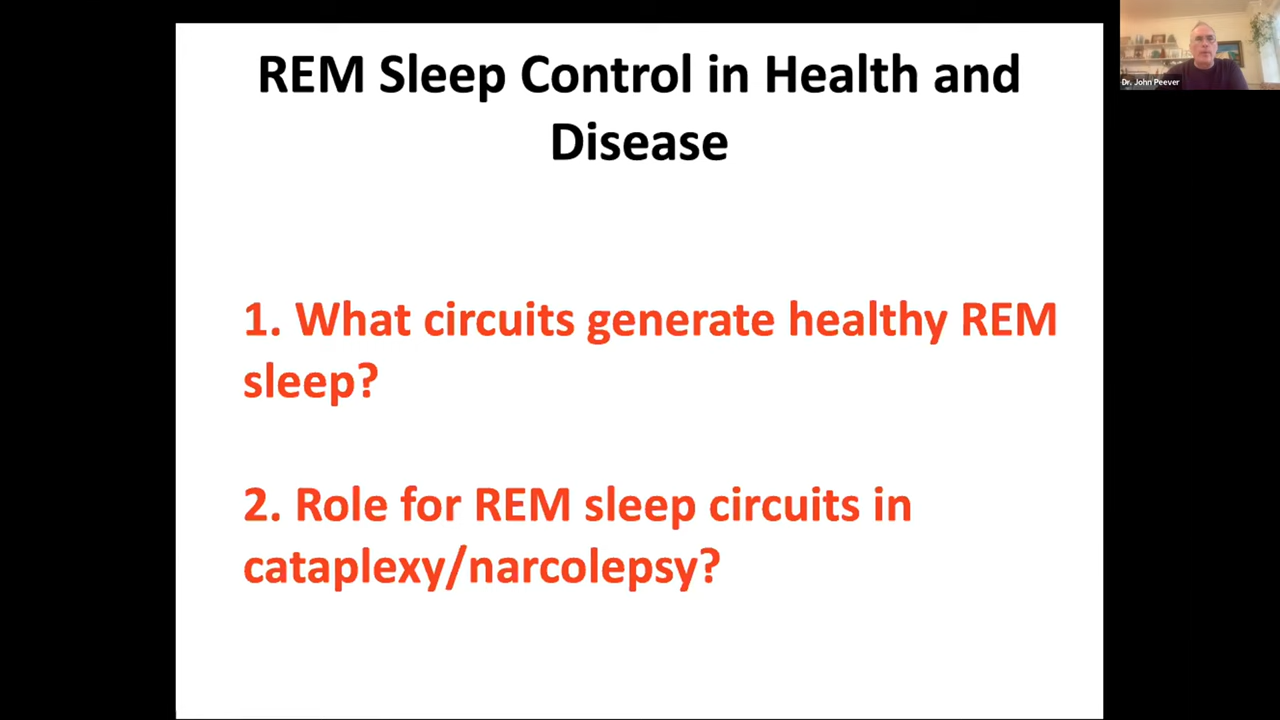 REM Sleep Control in Health and
Disease
1. What circuits generate healthy REM
sleep?
2. Role for REM sleep circuits in
cataplexy/narcolepsy?
Dr. John Peever